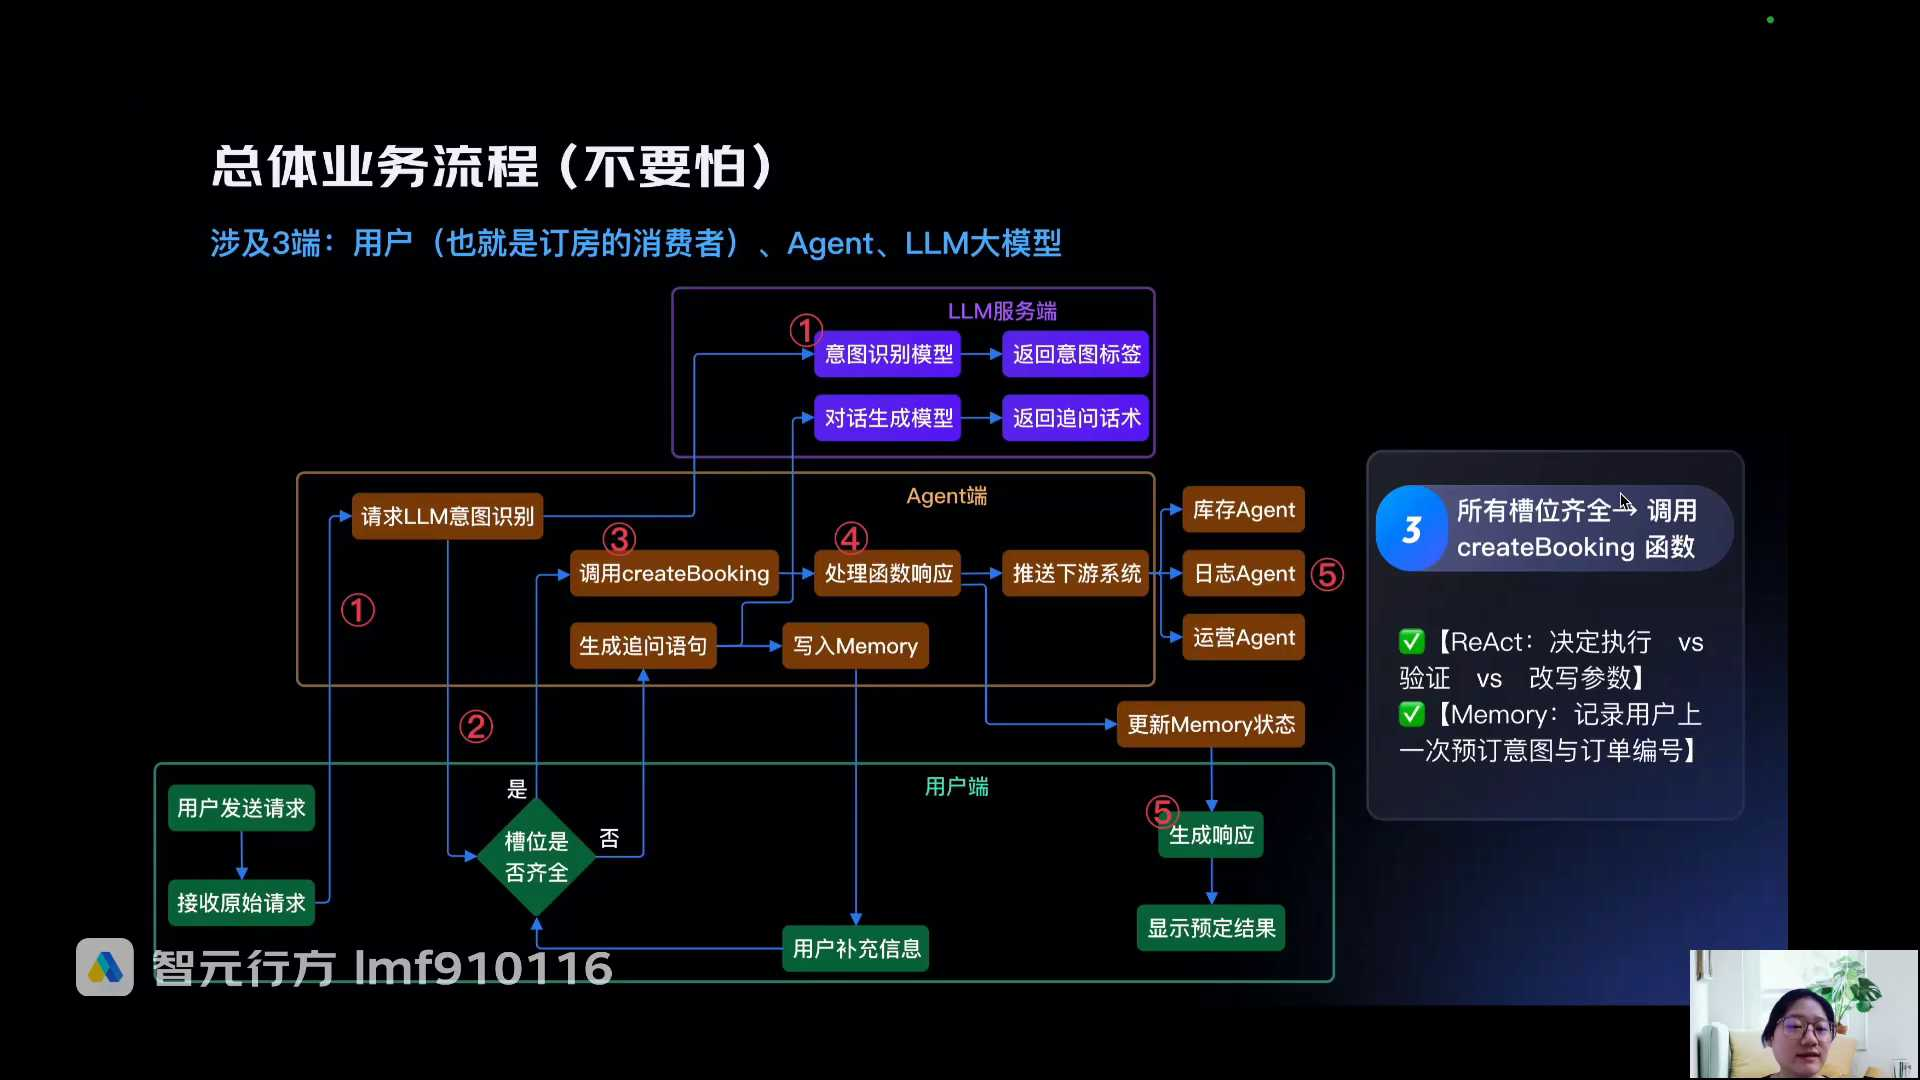 总体业务流程（不要怕）
涉及3端：用户（也就是订房的消费者）、Agent、LLM大模型
LLM服务端
①
意图识别模型
返回意图标签
对话生成模型
返回追问话术
Agent端
请求LLM意图识别
③
调用createBooking
④
处理函数响应
推送下游系统
库存Agent
日志Agent
⑤
运营Agent
①
生成追问语句
写入Memory
②
更新Memory状态
用户端
用户发送请求
接收原始请求
是
槽位是
否齐全
否
用户补充信息
⑤
生成响应
显示预定结果
3
所有槽位齐全→ 调用
createBooking 函数
✅【ReAct：决定执行 vs
验证 vs 改写参数】
✅【Memory：记录用户上
一次预订意图与订单编号】
智元行方 lmf910116